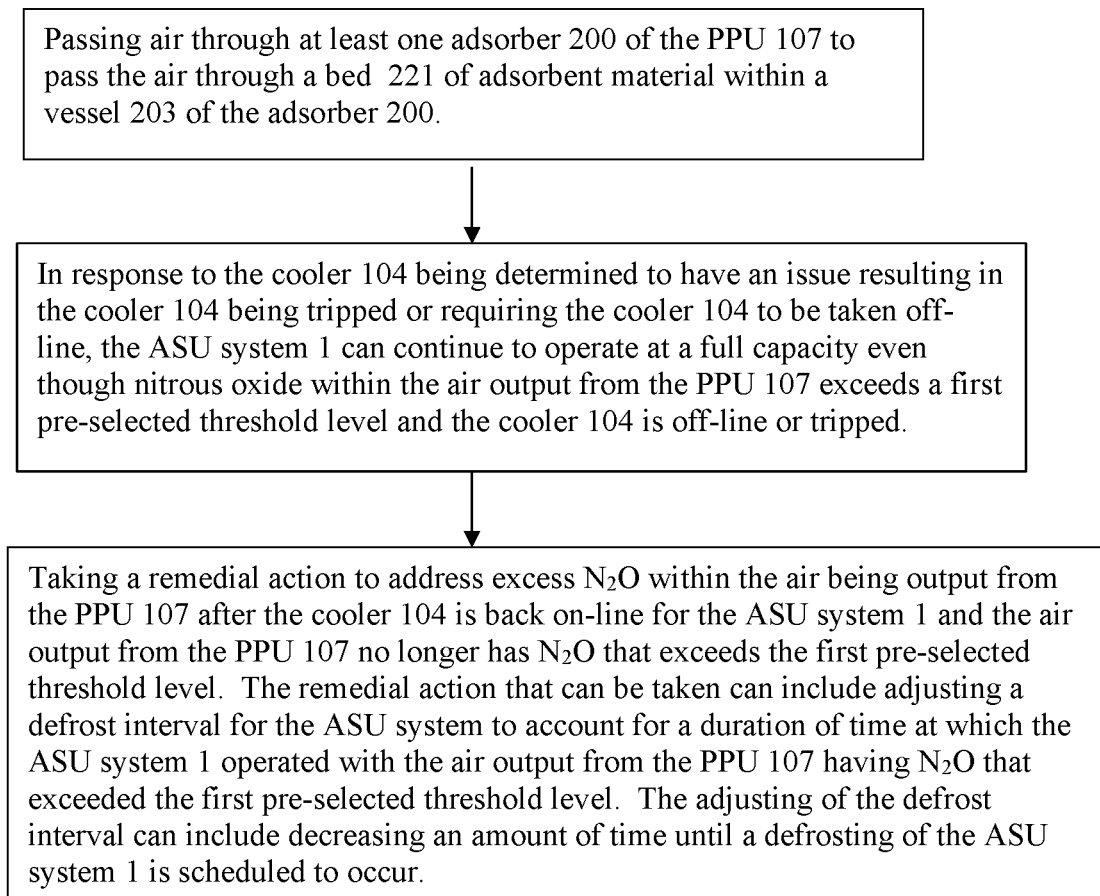 Passing air through at least one adsorber 200 of the PPU 107 to
pass the air through a bed  221 of adsorbent material within a
vessel 203 of the adsorber 200.
In response to the cooler 104 being determined to have an issue resulting in
the cooler 104 being tripped or requiring the cooler 104 to be taken off-
line, the ASU system 1 can continue to operate at a full capacity even
though nitrous oxide within the air output from the PPU 107 exceeds a first
pre-selected threshold level and the cooler 104 is off-line or tripped.
Taking a remedial action to address excess N₂O within the air being output from
the PPU 107 after the cooler 104 is back on-line for the ASU system 1 and the air
output from the PPU 107 no longer has N₂O that exceeds the first pre-selected
threshold level.  The remedial action that can be taken can include adjusting a
defrost interval for the ASU system to account for a duration of time at which the
ASU system 1 operated with the air output from the PPU 107 having N₂O that
exceeded the first pre-selected threshold level.  The adjusting of the defrost
interval can include decreasing an amount of time until a defrosting of the ASU
system 1 is scheduled to occur.